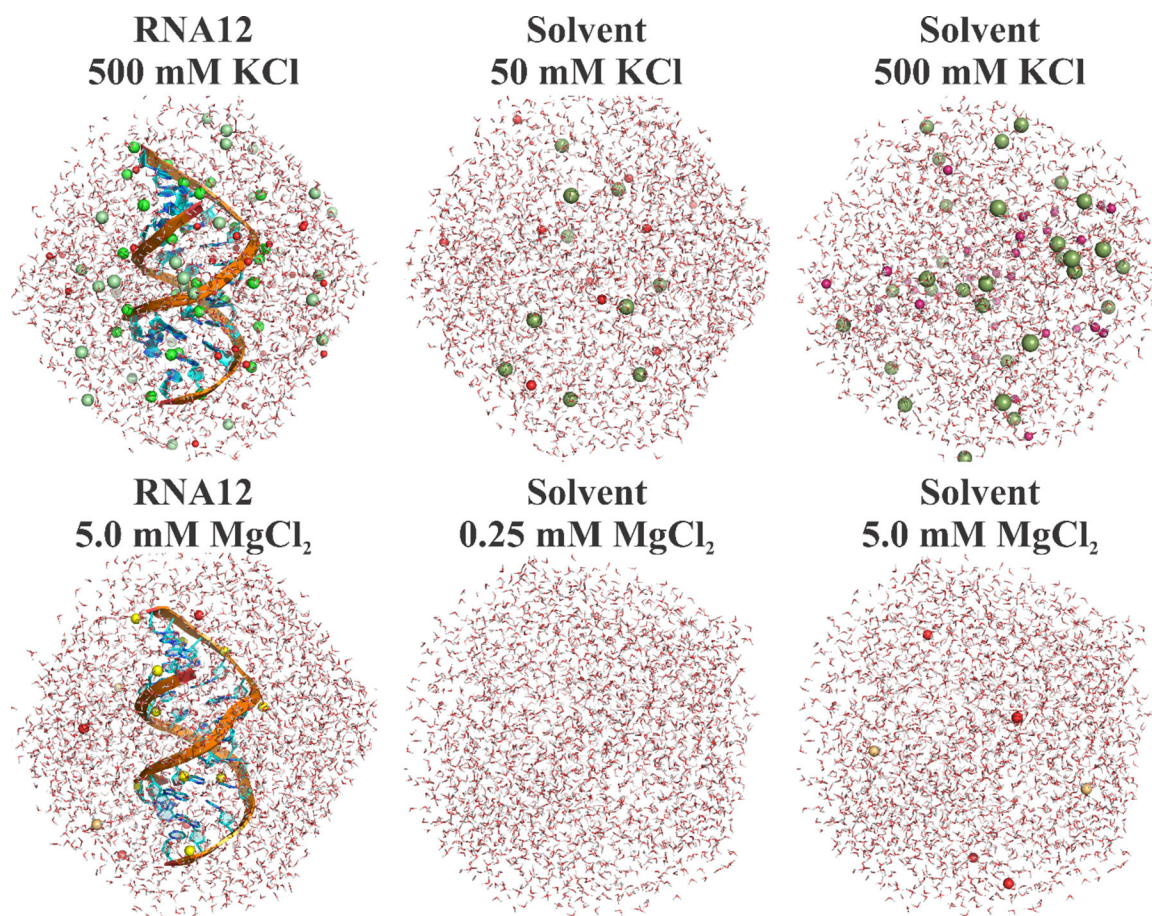 RNA12
500 mM KCl
Solvent
50 mM KCl
Solvent
500 mM KCl
RNA12
5.0 mM MgCl₂
Solvent
0.25 mM MgCl₂
Solvent
5.0 mM MgCl₂